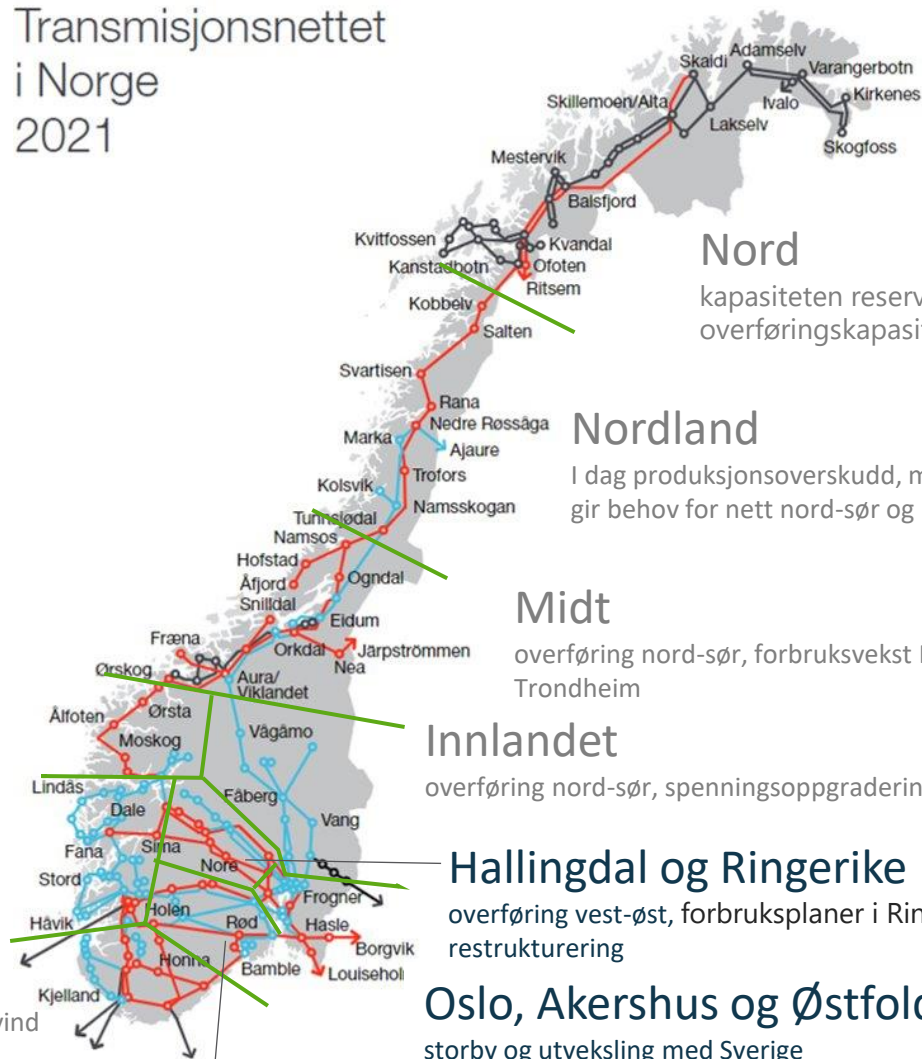 Transmisjonsnettet
i Norge
2021
Skaidi
Adamselv
Varangerbotn
Kirkenes
Ivalo
Skillemoen/Alta
Lakselv
Skogfoss
Mestervik
Balsfjord
Kvitfossen
Kvandal
Kanstadbotn
Ofoten
Ritsem
Nord
kapasiteten reserv
overføringskapasit
Kobbelv
Salten
Svartisen
Rana
Nedre Røssåga
Marka
Ajaure
Nordland
I dag produksjonsoverskudd, m
gir behov for nett nord-sør og
Trofors
Kolsvik
Namsskogan
Tunnsjødal
Namsos
Hofstad
Åfjord
Ogndal
Snilldal
Eidum
Midt
overføring nord-sør, forbruksvekst
Trondheim
Fræna
Orkdal
Järpströmmen
Nea
Ørskog
Aura/
Viklandet
Ørsta
Ålfoten
Vågåmo
Moskog
Innlandet
overføring nord-sør, spenningsoppgraderin
Lindås
Dale
Fåberg
Vang
Fana
Sima
Nore
Stord
Frogner
Hallingdal og Ringerike
overføring vest-øst, forbruksplaner i Rin
restrukturering
Håvik
Holen
Rød
Hasle
Borgvik
Honna
Bamble
Louisehol
Kjelland
Oslo, Akershus og Østfold
storby og utveksling med Sverige
vind